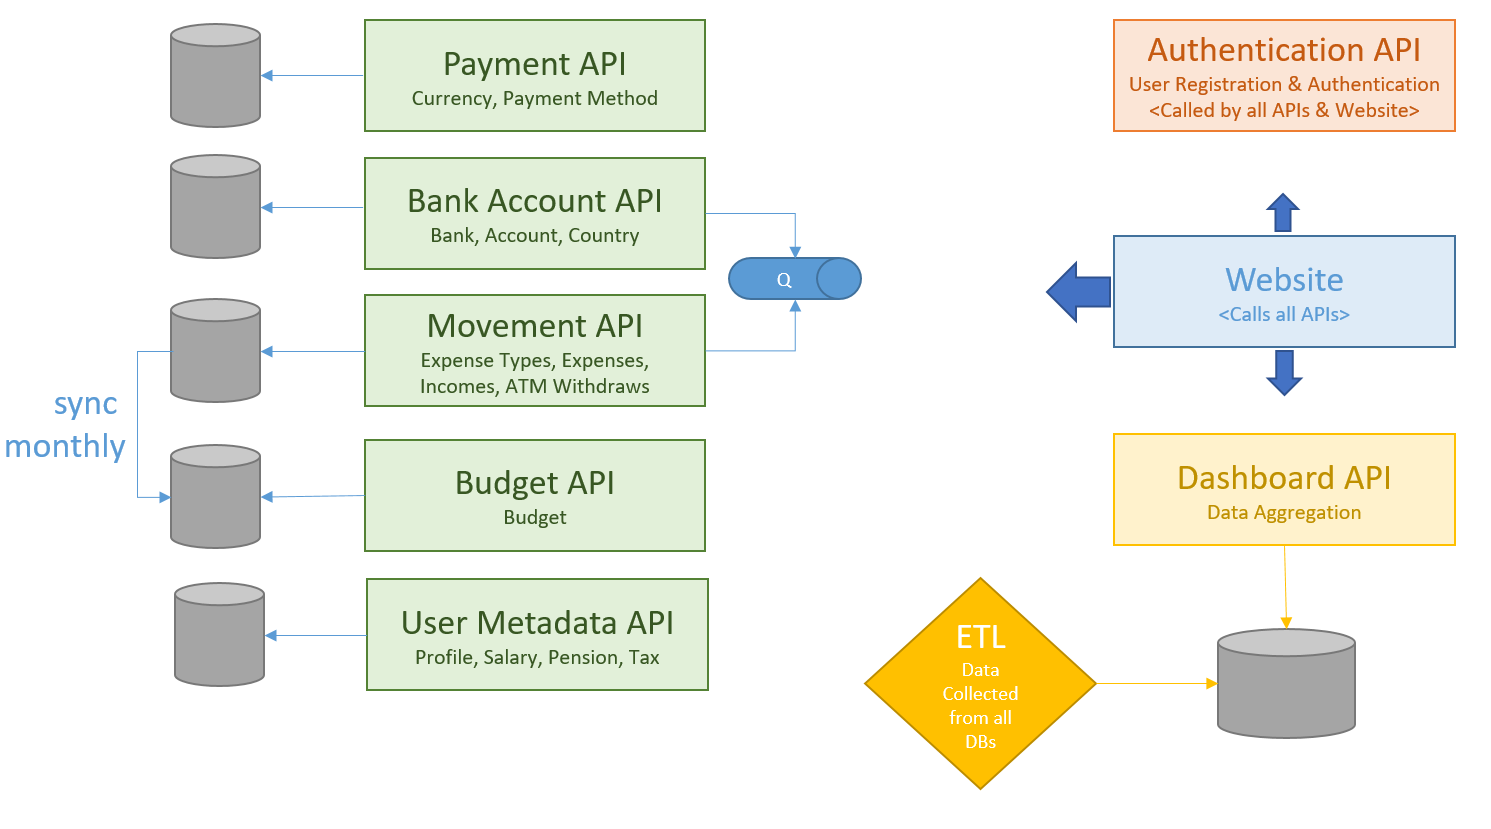 Payment API
Currency, Payment Method
Bank Account API
Bank, Account, Country
Q
Movement API
Expense Types, Expenses,
Incomes, ATM Withdraws
sync
monthly
Budget API
Budget
User Metadata API
Profile, Salary, Pension, Tax
Authentication API
User Registration & Authentication
<Called by all APIs & Website>
Website
<Calls all APIs>
Dashboard API
Data Aggregation
ETL
Data
Collected
from all
DBs